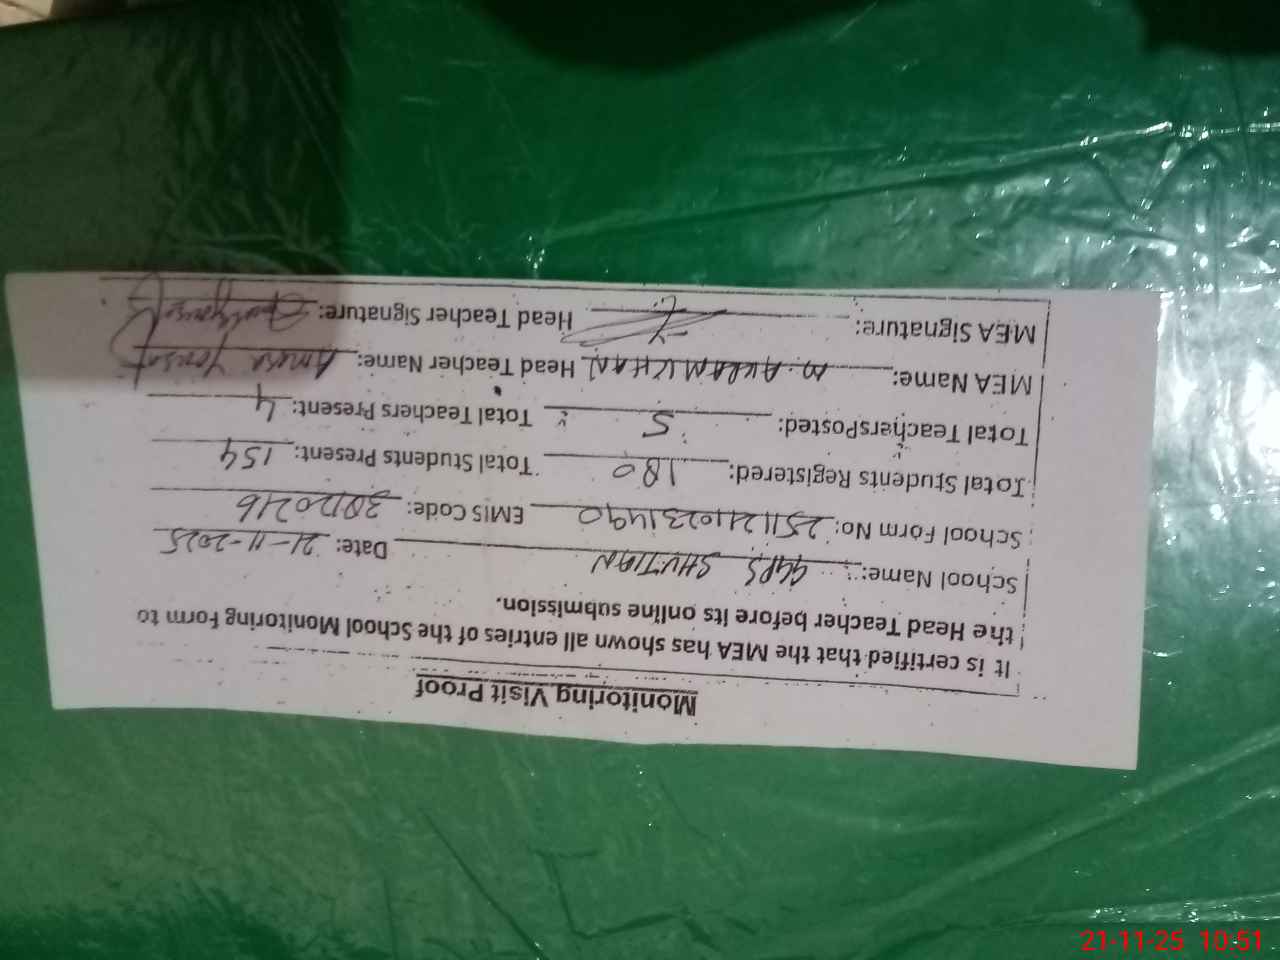 Monitoring Visit Proof
It is certified that the MEA has shown all entries of the School Monitoring Form to
the Head Teacher before its online submission.
School Name: GGPS SHUTIAN Date: 21-11-2025
School Form No: 25112110231490 EMIS Code:
Total Students Registered: 180 Total Students Present: 154
Total TeachersPosted: 5 Total Teachers Present: 4
MEA Name: M. AKRAM KHAN Head Teacher Name: Yousaf
MEA Signature: Head Teacher Signature:
21-11-25 10:51